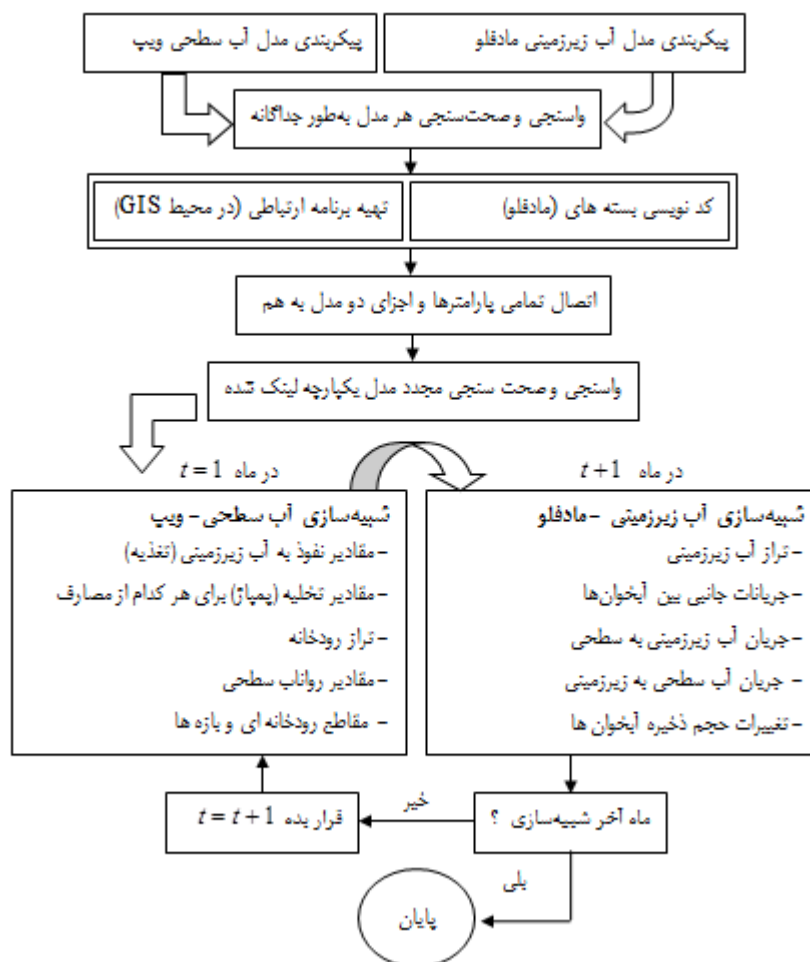 پیکربندی مدل آب زیرزمینی مادفلو
پیکربندی مدل آب سطحی ویپ
واسنجی و صحت‌سنجی هر مدل به‌طور جداگانه
کد نویسی بسته های (مادفلو)
تهیه برنامه ارتباطی (در محیط GIS)
اتصال تمامی پارامترها و اجزای دو مدل به هم
واسنجی و صحت سنجی مجدد مدل یکپارچه لینک شده
در ماه t+1
در ماه t=1
شبیه‌سازی آب زیرزمینی -مادفلو
- تراز آب زیرزمینی
-جریانات جانبی بین آبخوان‌ها
-جریان آب زیرزمینی به سطحی
- جریان آب سطحی به زیرزمینی
-تغییرات حجم ذخیره آبخوان ها
شبیه‌سازی آب سطحی- ویپ
-مقادیر نفوذ به آب زیرزمینی (تغذیه)
-مقادیر تخلیه (پمپاژ) برای هر کدام از مصارف
- تراز رودخانه
-مقادیر رواناب سطحی
- مقاطع رودخانه ای و بازه ها
ماه آخر شبیه‌سازی ؟
خیر
قرار بده t = t+1
بلی
پایان